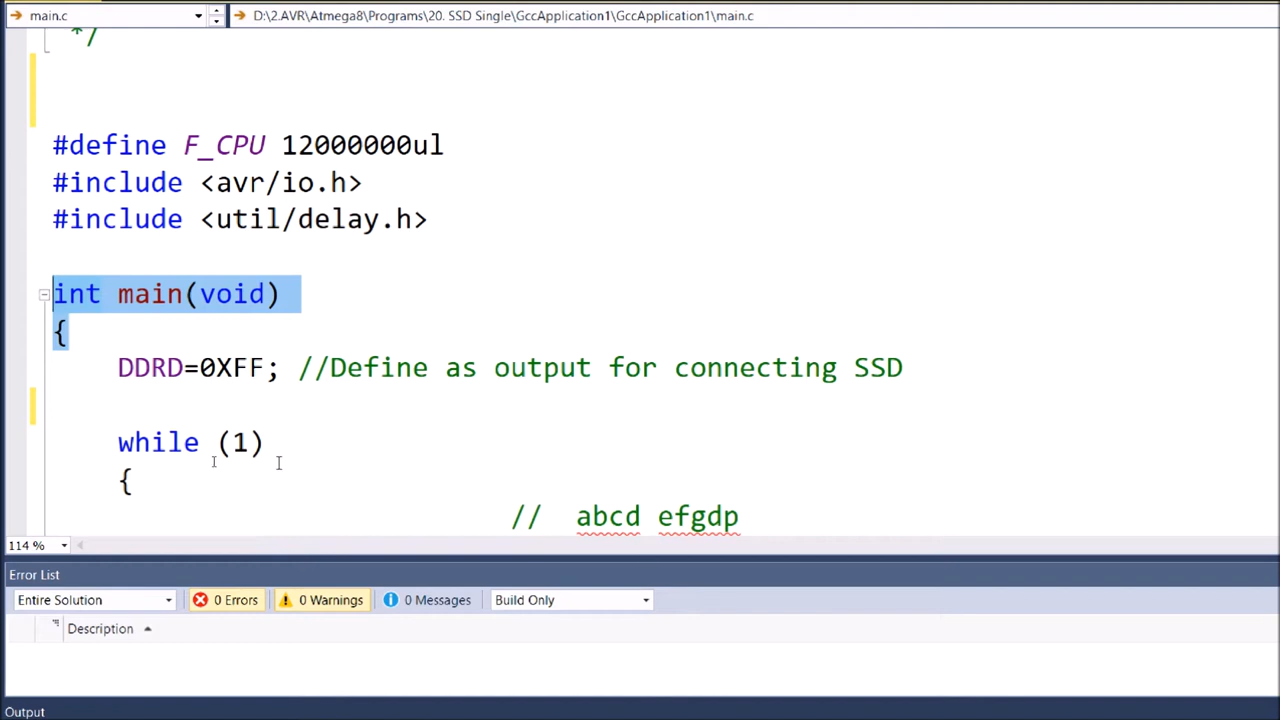 main.c
D:\2.AVR\Atmega8\Programs\20. SSD Single\GccApplication1\GccApplication1\main.c
*/
#define F_CPU 12000000ul
#include <avr/io.h>
#include <util/delay.h>
int main(void)
{
DDRD=0XFF; //Define as output for connecting SSD
while (1)
{
// abcd efgdp
114 %
Error List
Entire Solution 0 Errors 0 Warnings 0 Messages Build Only
Description
Output